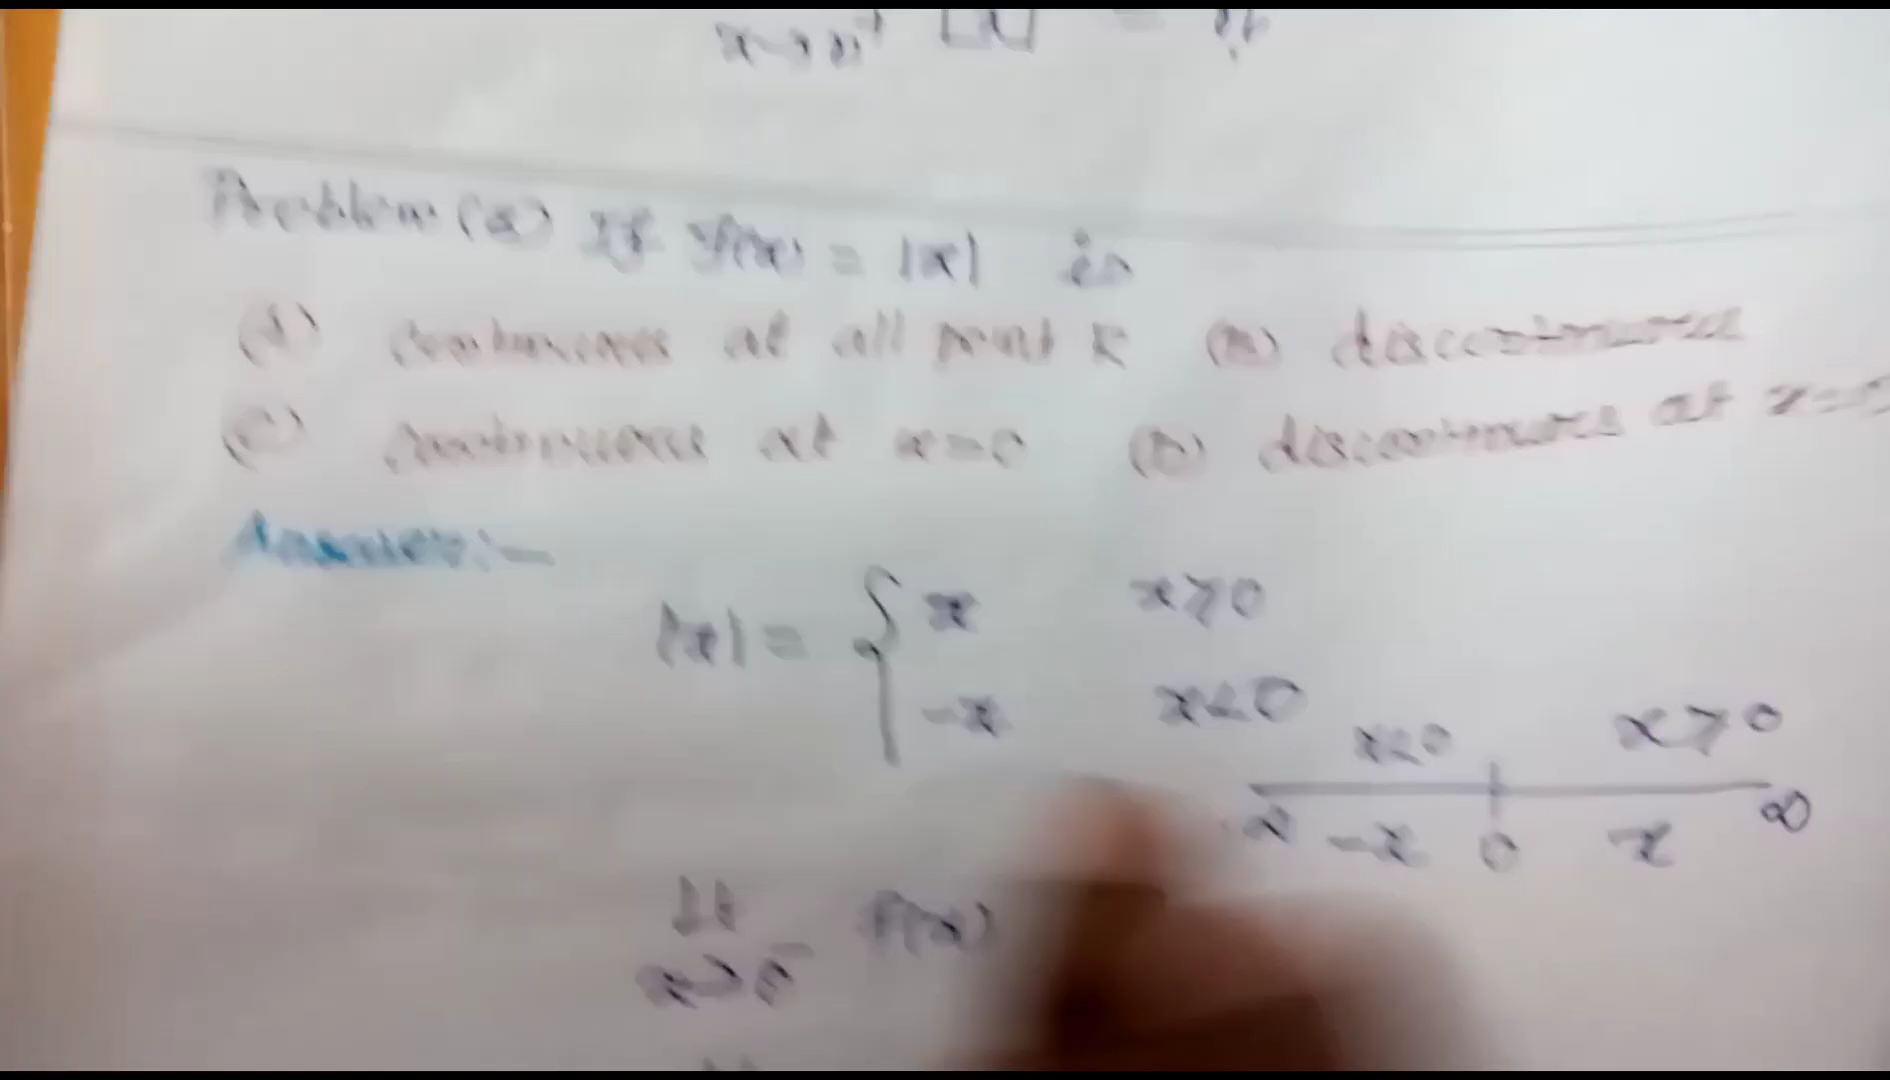 x→n⁺ [x] = n
Problem (2) If f(x) = |x| is
(A) continuous at all point R (B) discontinuous
(C) continuous at x=0 (D) discontinuous at x=0
Answer:-
|x| = { x x≥0
-x x<0
x<0 x≥0
-∞ -x 0 x ∞
lt f(x)
x→0⁻